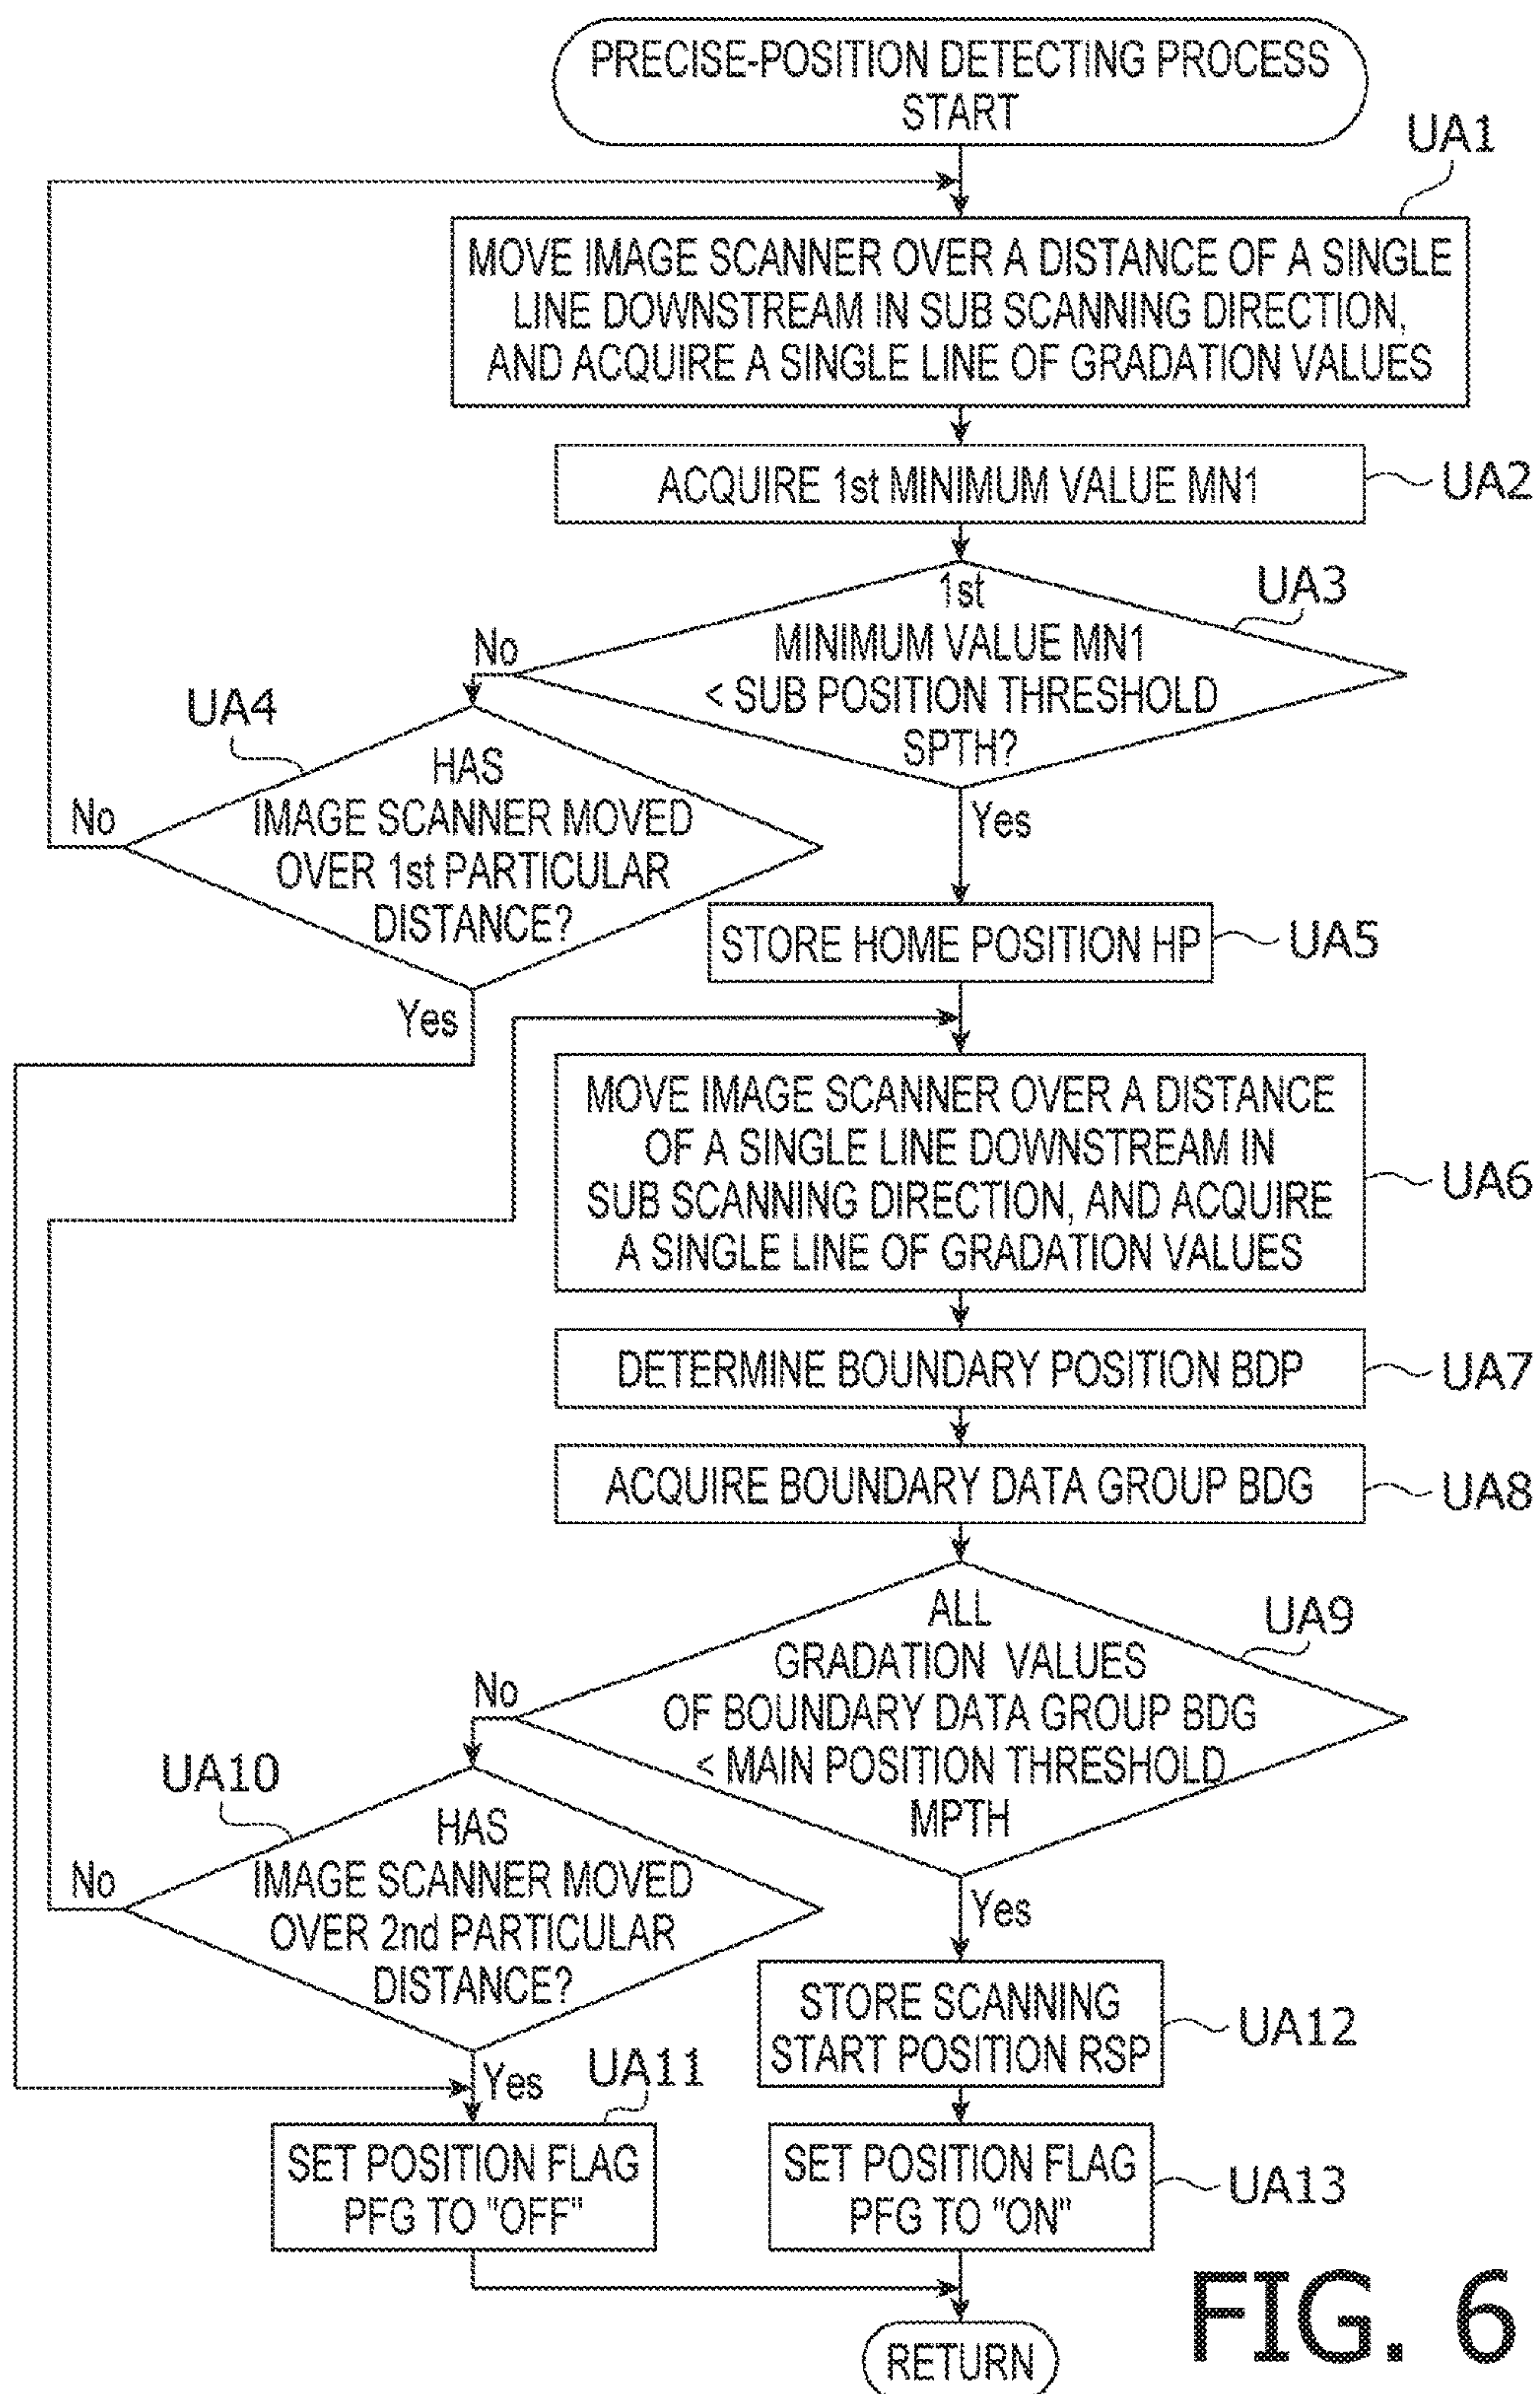 PRECISE-POSITION DETECTING PROCESS
START
UA1
MOVE IMAGE SCANNER OVER A DISTANCE OF A SINGLE
LINE DOWNSTREAM IN SUB SCANNING DIRECTION,
AND ACQUIRE A SINGLE LINE OF GRADATION VALUES
ACQUIRE 1st MINIMUM VALUE MN1
UA2
1st
MINIMUM VALUE MN1
< SUB POSITION THRESHOLD
SPTH?
UA3
No
Yes
UA4
HAS
IMAGE SCANNER MOVED
OVER 1st PARTICULAR
DISTANCE?
No
Yes
STORE HOME POSITION HP
UA5
MOVE IMAGE SCANNER OVER A DISTANCE
OF A SINGLE LINE DOWNSTREAM IN
SUB SCANNING DIRECTION, AND ACQUIRE
A SINGLE LINE OF GRADATION VALUES
UA6
DETERMINE BOUNDARY POSITION BDP
UA7
ACQUIRE BOUNDARY DATA GROUP BDG
UA8
ALL
GRADATION VALUES
OF BOUNDARY DATA GROUP BDG
< MAIN POSITION THRESHOLD
MPTH
UA9
No
Yes
UA10
HAS
IMAGE SCANNER MOVED
OVER 2nd PARTICULAR
DISTANCE?
No
Yes
STORE SCANNING
START POSITION RSP
UA12
UA11
SET POSITION FLAG
PFG TO "OFF"
SET POSITION FLAG
PFG TO "ON"
UA13
RETURN
FIG. 6